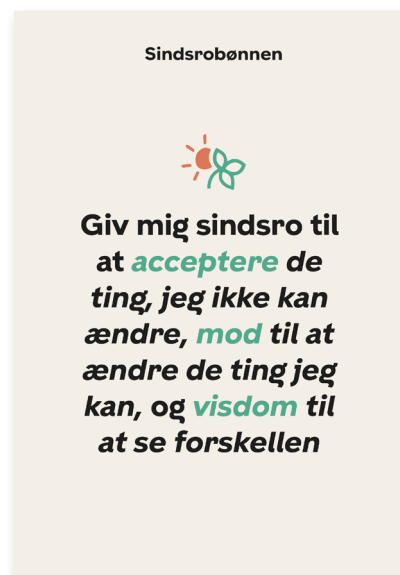 Sindsrobønnen
Giv mig sindsro til
at acceptere de
ting, jeg ikke kan
ændre, mod til at
ændre de ting jeg
kan, og visdom til
at se forskellen